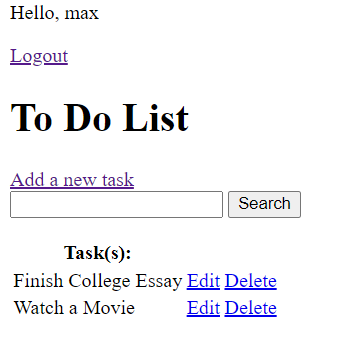 Hello, max
Logout
To Do List
Add a new task
Search
Task(s):
Finish College Essay Edit Delete
Watch a Movie Edit Delete